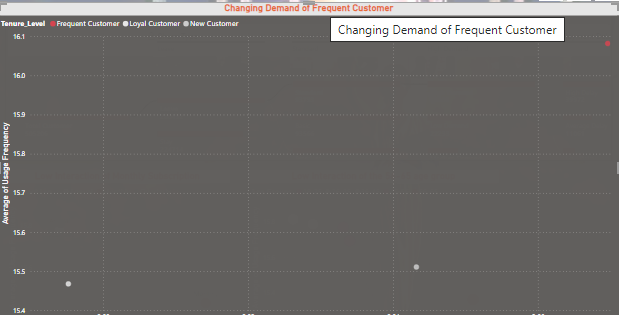 Changing Demand of Frequent Customer
Tenure_Level Frequent Customer Loyal Customer New Customer
Changing Demand of Frequent Customer
16.1
16.0
15.9
15.8
15.7
15.6
15.5
15.4
Average of Usage Frequency